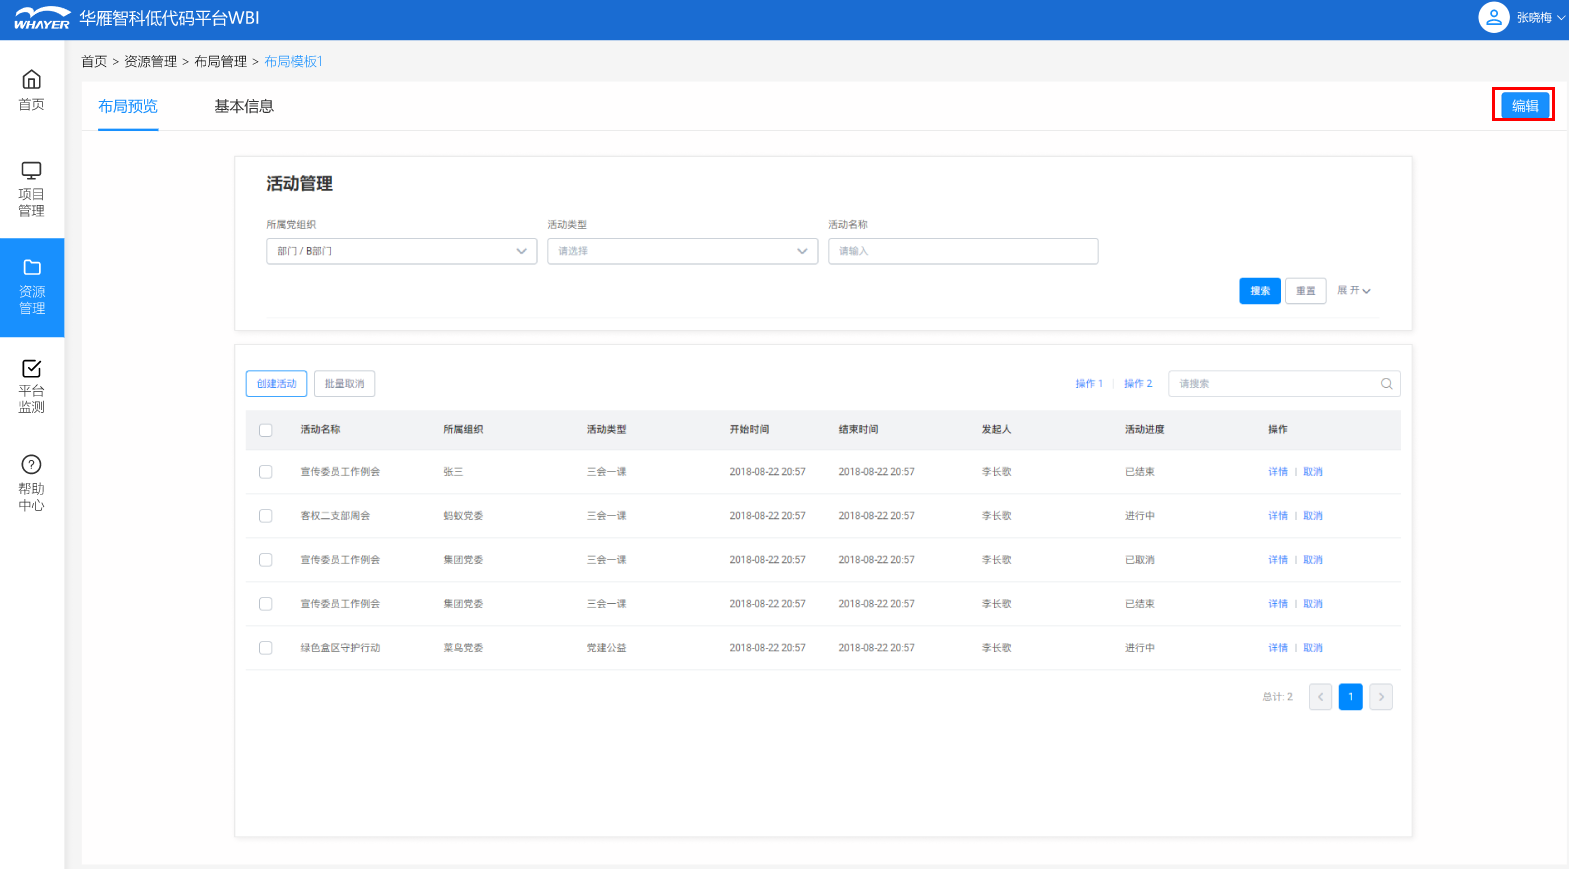 WHAYER 华雁智科低代码平台WBI
张晓梅
首页 > 资源管理 > 布局管理 > 布局模板1
首页
项目
管理
资源
管理
平台
监测
帮助
中心
布局预览 基本信息 编辑
活动管理
所属党组织 活动类型 活动名称
部门 / B部门 请选择 请输入
搜索 重置 展开
创建活动 批量取消 操作 1 操作 2 请搜索
活动名称 所属组织 活动类型 开始时间 结束时间 发起人 活动进度 操作
宣传委员工作例会 张三 三会一课 2018-08-22 20:57 2018-08-22 20:57 李长歌 已结束 详情 | 取消
客权二支部周会 蚂蚁党委 三会一课 2018-08-22 20:57 2018-08-22 20:57 李长歌 进行中 详情 | 取消
宣传委员工作例会 集团党委 三会一课 2018-08-22 20:57 2018-08-22 20:57 李长歌 已取消 详情 | 取消
宣传委员工作例会 集团党委 三会一课 2018-08-22 20:57 2018-08-22 20:57 李长歌 已结束 详情 | 取消
绿色盒区守护行动 菜鸟党委 党建公益 2018-08-22 20:57 2018-08-22 20:57 李长歌 进行中 详情 | 取消
总计: 2 < 1 >